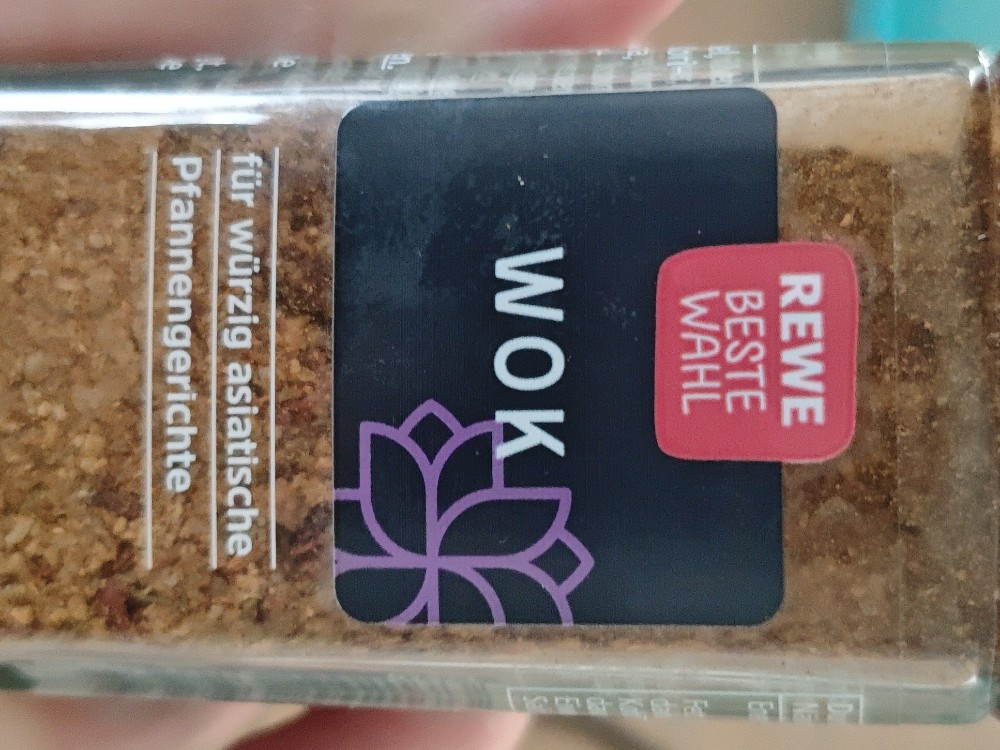 REWE
BESTE
WAHL
WOK
für würzig asiatische
Pfannengerichte